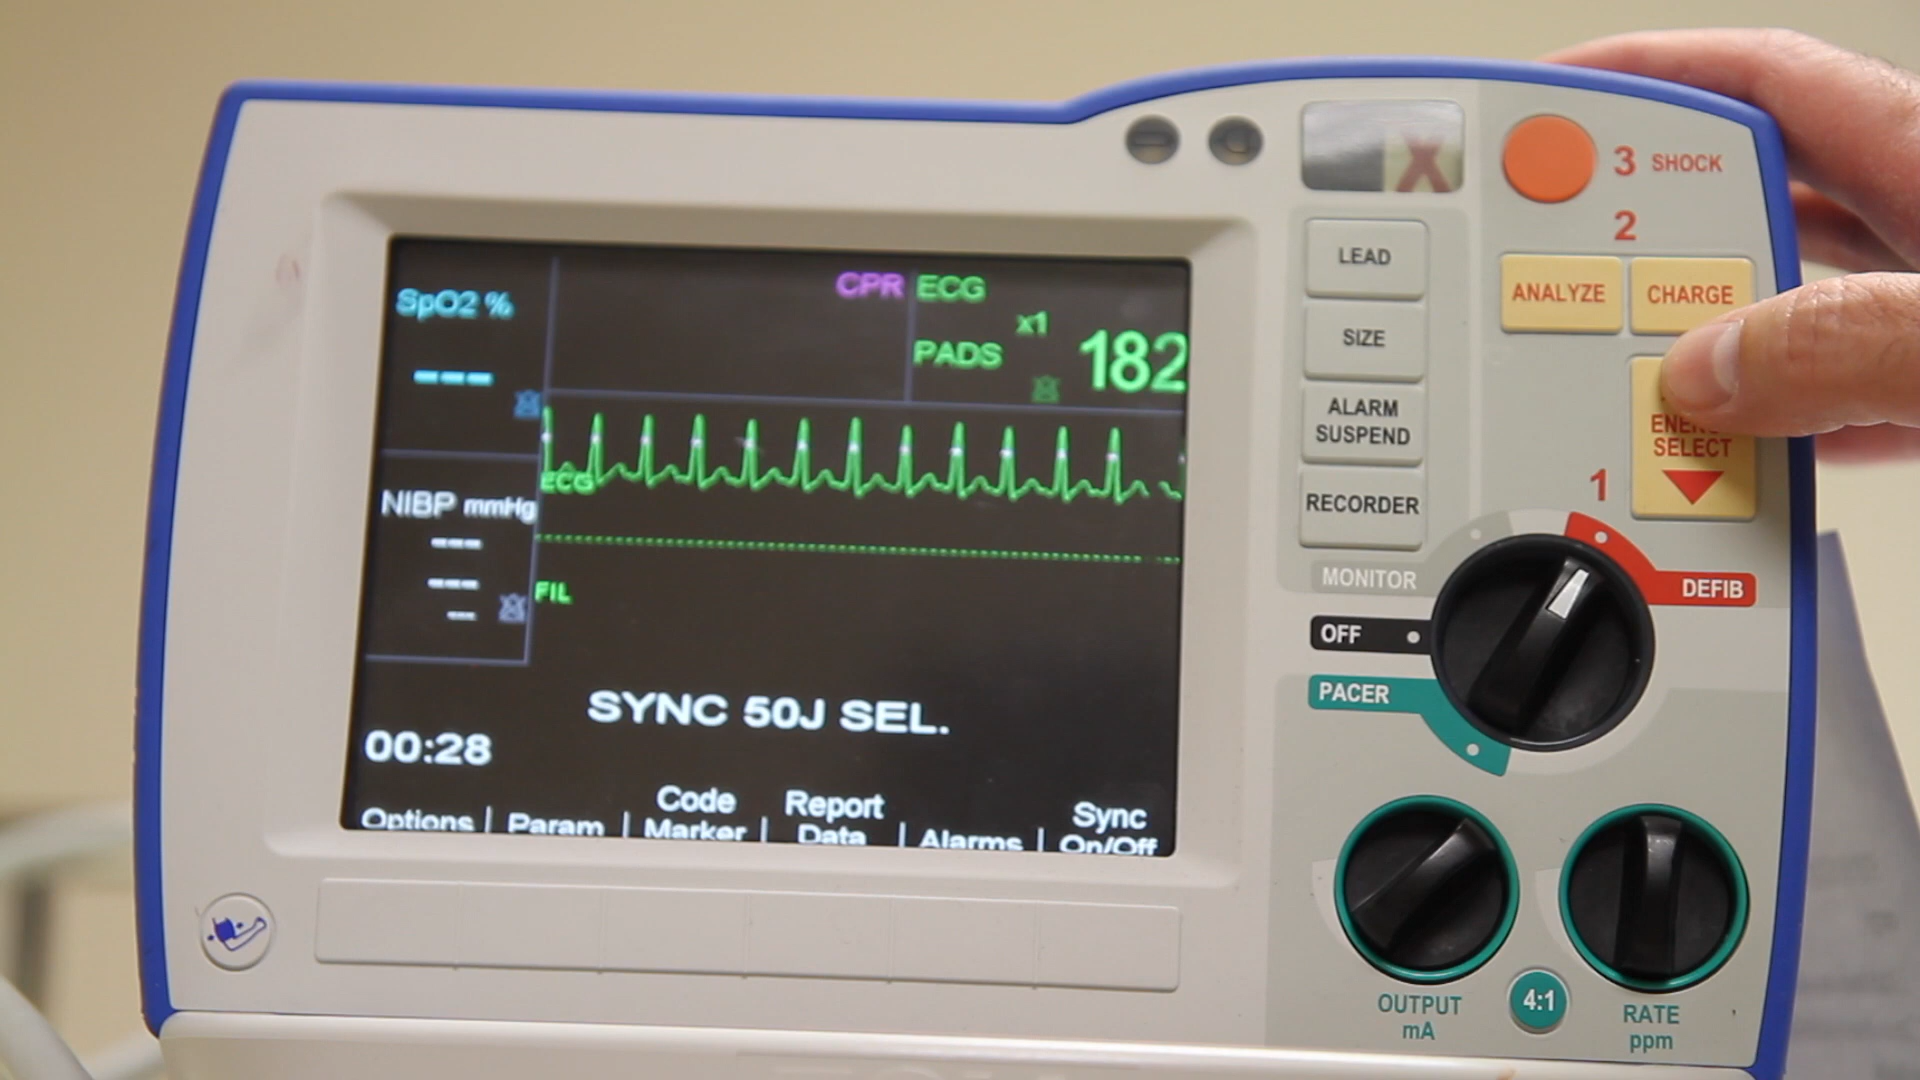 SpO2 %
---
CPR
ECG
x1
PADS
182
ECG
NIBP mmHg
---
---
--
FIL
SYNC 50J SEL.
00:28
Options
Param
Code
Marker
Report
Data
Alarms
Sync
On/Off
X
3 SHOCK
2
LEAD
SIZE
ALARM
SUSPEND
RECORDER
ANALYZE
CHARGE
SELECT
1
MONITOR
DEFIB
OFF
PACER
OUTPUT
mA
4:1
RATE
ppm